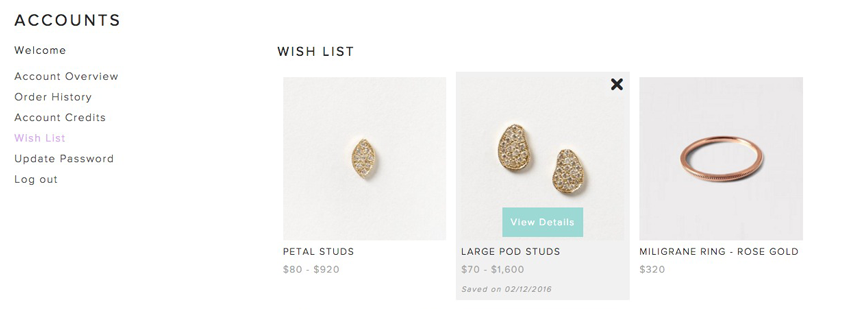 ACCOUNTS
Welcome
Account Overview
Order History
Account Credits
Wish List
Update Password
Log out
WISH LIST
View Details
PETAL STUDS
$80 - $920
LARGE POD STUDS
$70 - $1,600
Saved on 02/12/2016
MILIGRANE RING - ROSE GOLD
$320